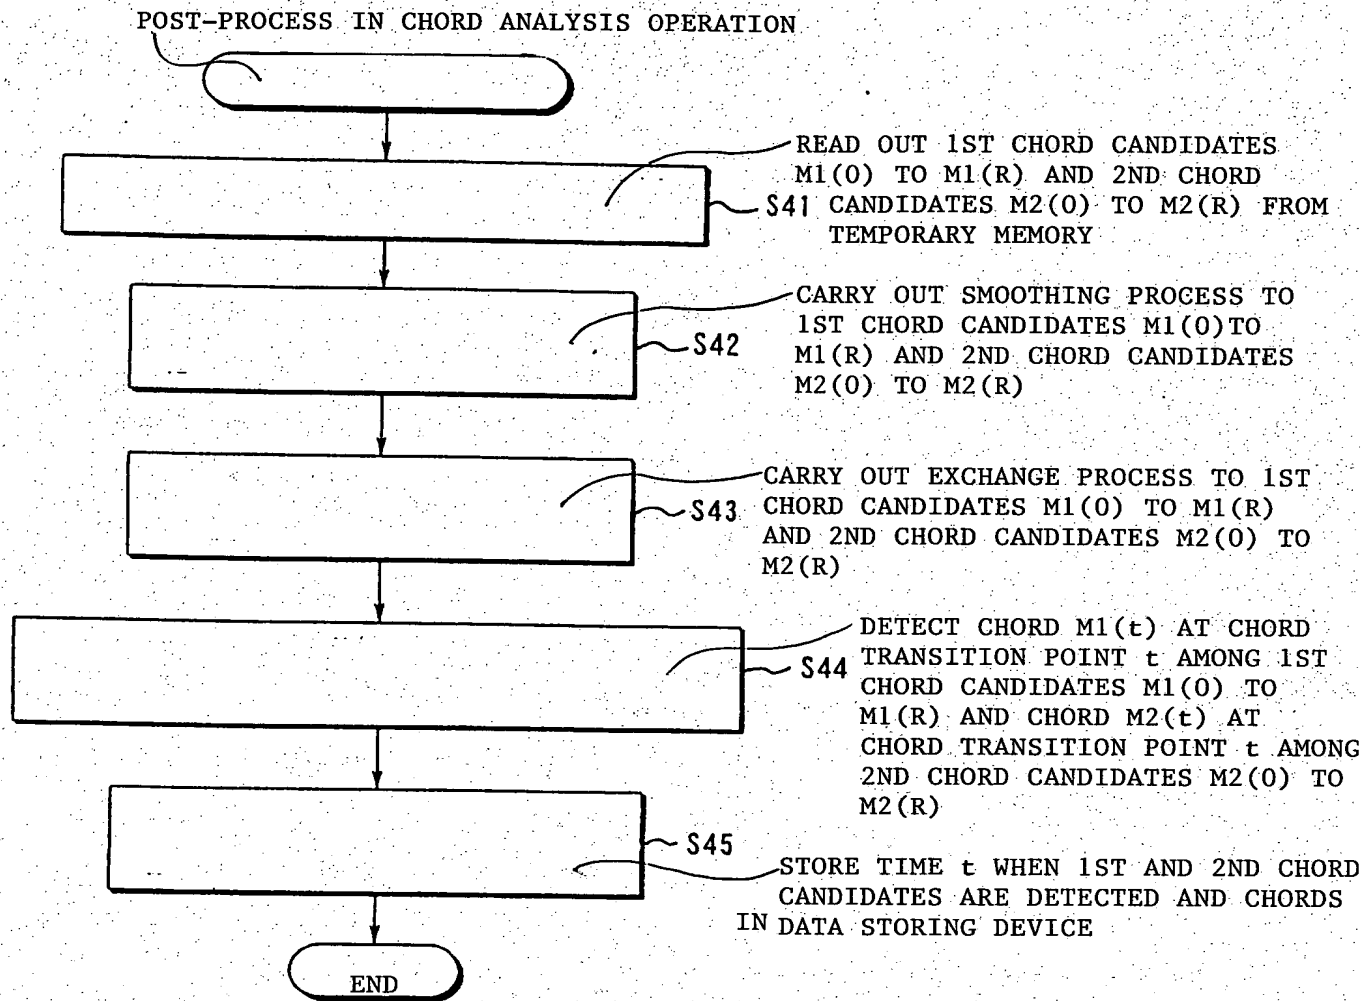 POST-PROCESS IN CHORD ANALYSIS OPERATION
READ OUT 1ST CHORD CANDIDATES
M1(0) TO M1(R) AND 2ND CHORD
S41 CANDIDATES M2(0) TO M2(R) FROM
TEMPORARY MEMORY
CARRY OUT SMOOTHING PROCESS TO
1ST CHORD CANDIDATES M1(0)TO
S42 M1(R) AND 2ND CHORD CANDIDATES
M2(0) TO M2(R)
CARRY OUT EXCHANGE PROCESS TO 1ST
S43 CHORD CANDIDATES M1(0) TO M1(R)
AND 2ND CHORD CANDIDATES M2(0) TO
M2(R)
DETECT CHORD M1(t) AT CHORD
S44 TRANSITION POINT t AMONG 1ST
CHORD CANDIDATES M1(0) TO
M1(R) AND CHORD M2(t) AT
CHORD TRANSITION POINT t AMONG
2ND CHORD CANDIDATES M2(0) TO
M2(R)
S45
STORE TIME t WHEN 1ST AND 2ND CHORD
CANDIDATES ARE DETECTED AND CHORDS
IN DATA STORING DEVICE
END